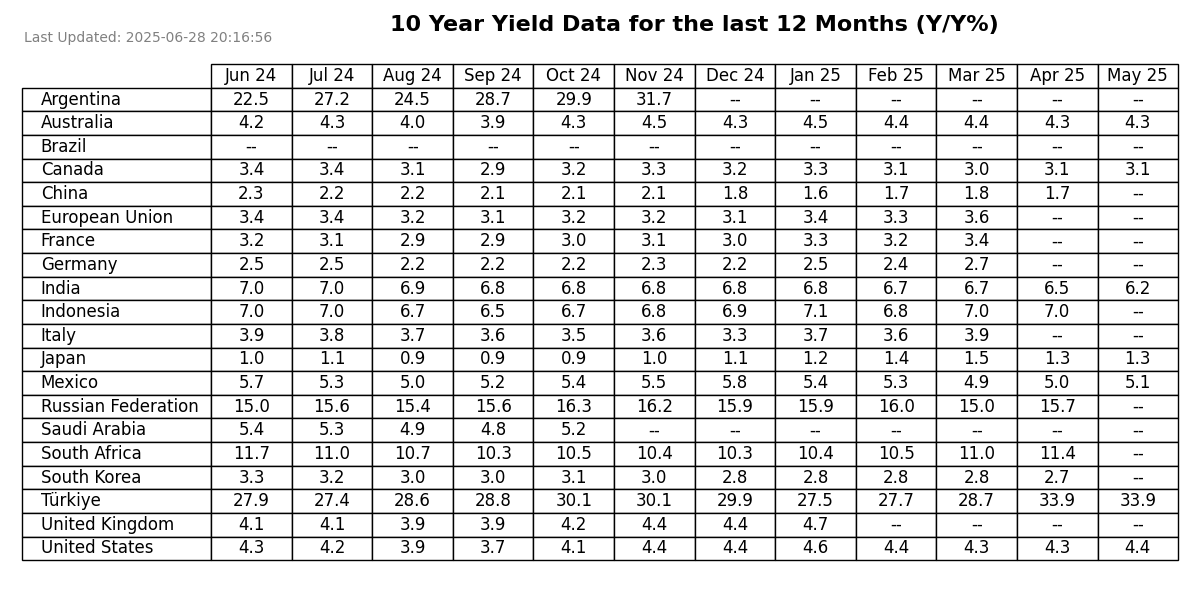 10 Year Yield Data for the last 12 Months (Y/Y%)
Last Updated: 2025-06-28 20:16:56
Jun 24 Jul 24 Aug 24 Sep 24 Oct 24 Nov 24 Dec 24 Jan 25 Feb 25 Mar 25 Apr 25 May 25
Argentina 22.5 27.2 24.5 28.7 29.9 31.7 -- -- -- -- -- --
Australia 4.2 4.3 4.0 3.9 4.3 4.5 4.3 4.5 4.4 4.4 4.3 4.3
Brazil -- -- -- -- -- -- -- -- -- -- -- --
Canada 3.4 3.4 3.1 2.9 3.2 3.3 3.2 3.3 3.1 3.0 3.1 3.1
China 2.3 2.2 2.2 2.1 2.1 2.1 1.8 1.6 1.7 1.8 1.7 --
European Union 3.4 3.4 3.2 3.1 3.2 3.2 3.1 3.4 3.3 3.6 -- --
France 3.2 3.1 2.9 2.9 3.0 3.1 3.0 3.3 3.2 3.4 -- --
Germany 2.5 2.5 2.2 2.2 2.2 2.3 2.2 2.5 2.4 2.7 -- --
India 7.0 7.0 6.9 6.8 6.8 6.8 6.8 6.8 6.7 6.7 6.5 6.2
Indonesia 7.0 7.0 6.7 6.5 6.7 6.8 6.9 7.1 6.8 7.0 7.0 --
Italy 3.9 3.8 3.7 3.6 3.5 3.6 3.3 3.7 3.6 3.9 -- --
Japan 1.0 1.1 0.9 0.9 0.9 1.0 1.1 1.2 1.4 1.5 1.3 1.3
Mexico 5.7 5.3 5.0 5.2 5.4 5.5 5.8 5.4 5.3 4.9 5.0 5.1
Russian Federation 15.0 15.6 15.4 15.6 16.3 16.2 15.9 15.9 16.0 15.0 15.7 --
Saudi Arabia 5.4 5.3 4.9 4.8 5.2 -- -- -- -- -- -- --
South Africa 11.7 11.0 10.7 10.3 10.5 10.4 10.3 10.4 10.5 11.0 11.4 --
South Korea 3.3 3.2 3.0 3.0 3.1 3.0 2.8 2.8 2.8 2.8 2.7 --
Türkiye 27.9 27.4 28.6 28.8 30.1 30.1 29.9 27.5 27.7 28.7 33.9 33.9
United Kingdom 4.1 4.1 3.9 3.9 4.2 4.4 4.4 4.7 -- -- -- --
United States 4.3 4.2 3.9 3.7 4.1 4.4 4.4 4.6 4.4 4.3 4.3 4.4